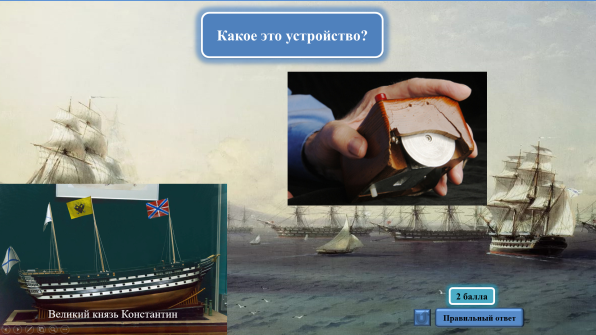 Какое это устройство?
Великий князь Константин
2 балла
Правильный ответ